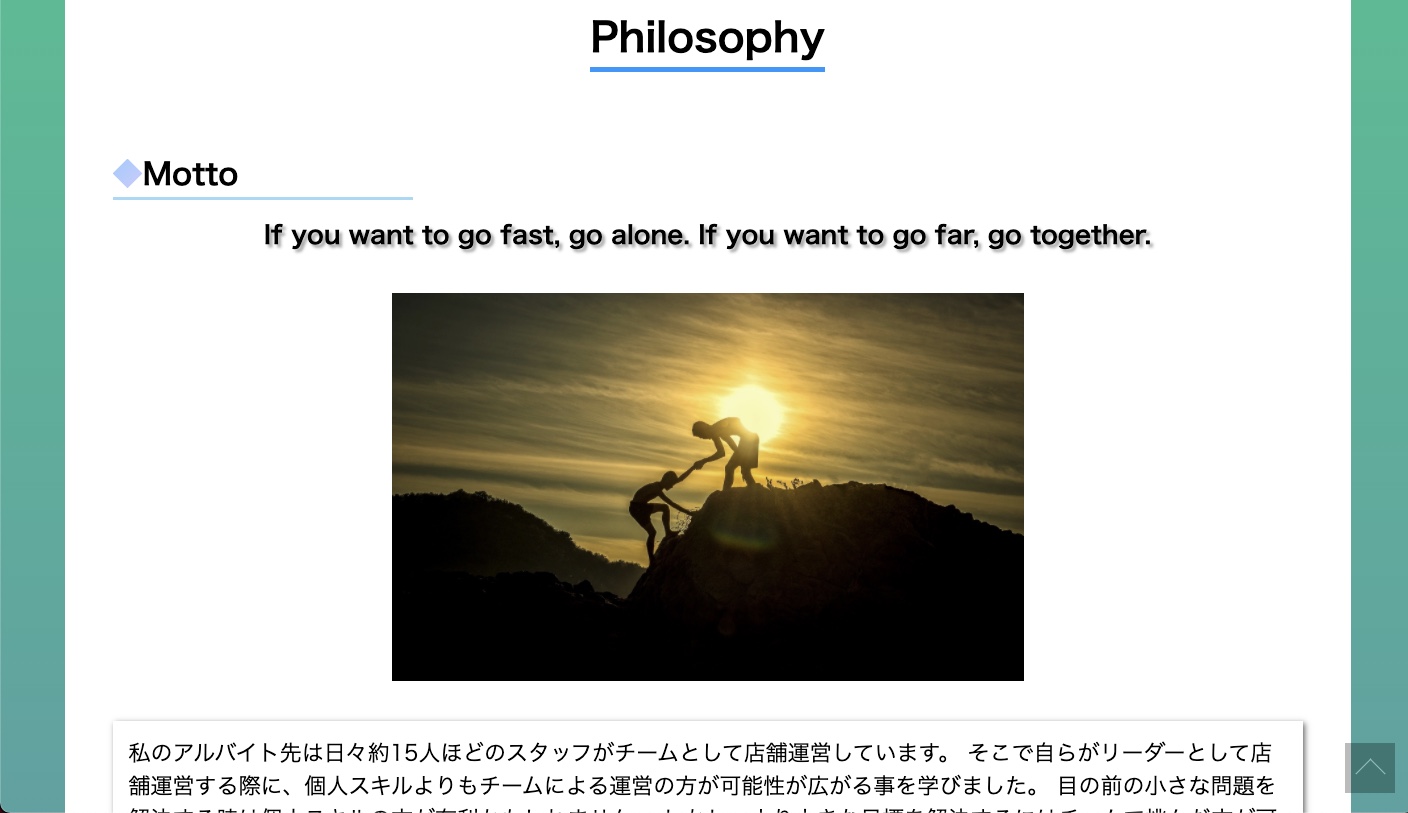 Philosophy
◆Motto
If you want to go fast, go alone. If you want to go far, go together.
私のアルバイト先は日々約15人ほどのスタッフがチームとして店舗運営しています。 そこで自らがリーダーとして店
舗運営する際に、個人スキルよりもチームによる運営の方が可能性が広がる事を学びました。 目の前の小さな問題を